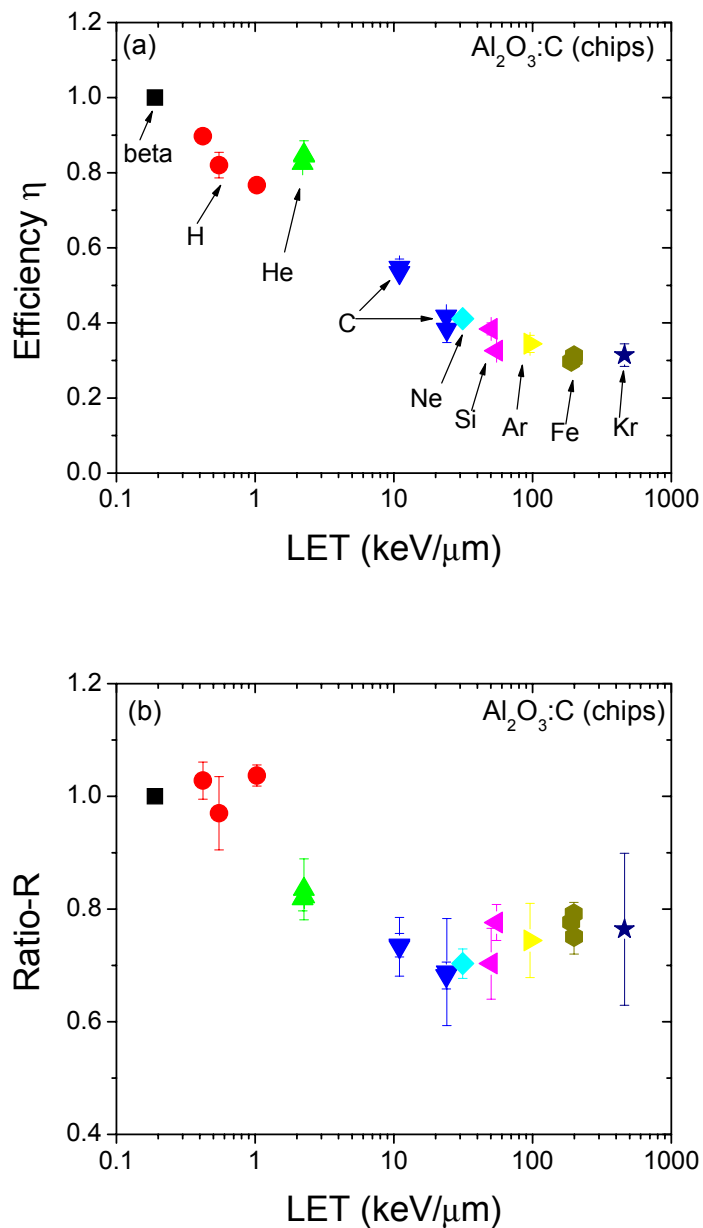 (a) Al₂O₃:C (chips)
1.2
1.0
0.8
0.6
0.4
0.2
0.0
Efficiency η
beta
H
He
C
Ne
Si
Ar
Fe
Kr
0.1 1 10 100 1000
LET (keV/μm)
(b) Al₂O₃:C (chips)
1.2
1.0
0.8
0.6
0.4
Ratio-R
0.1 1 10 100 1000
LET (keV/μm)